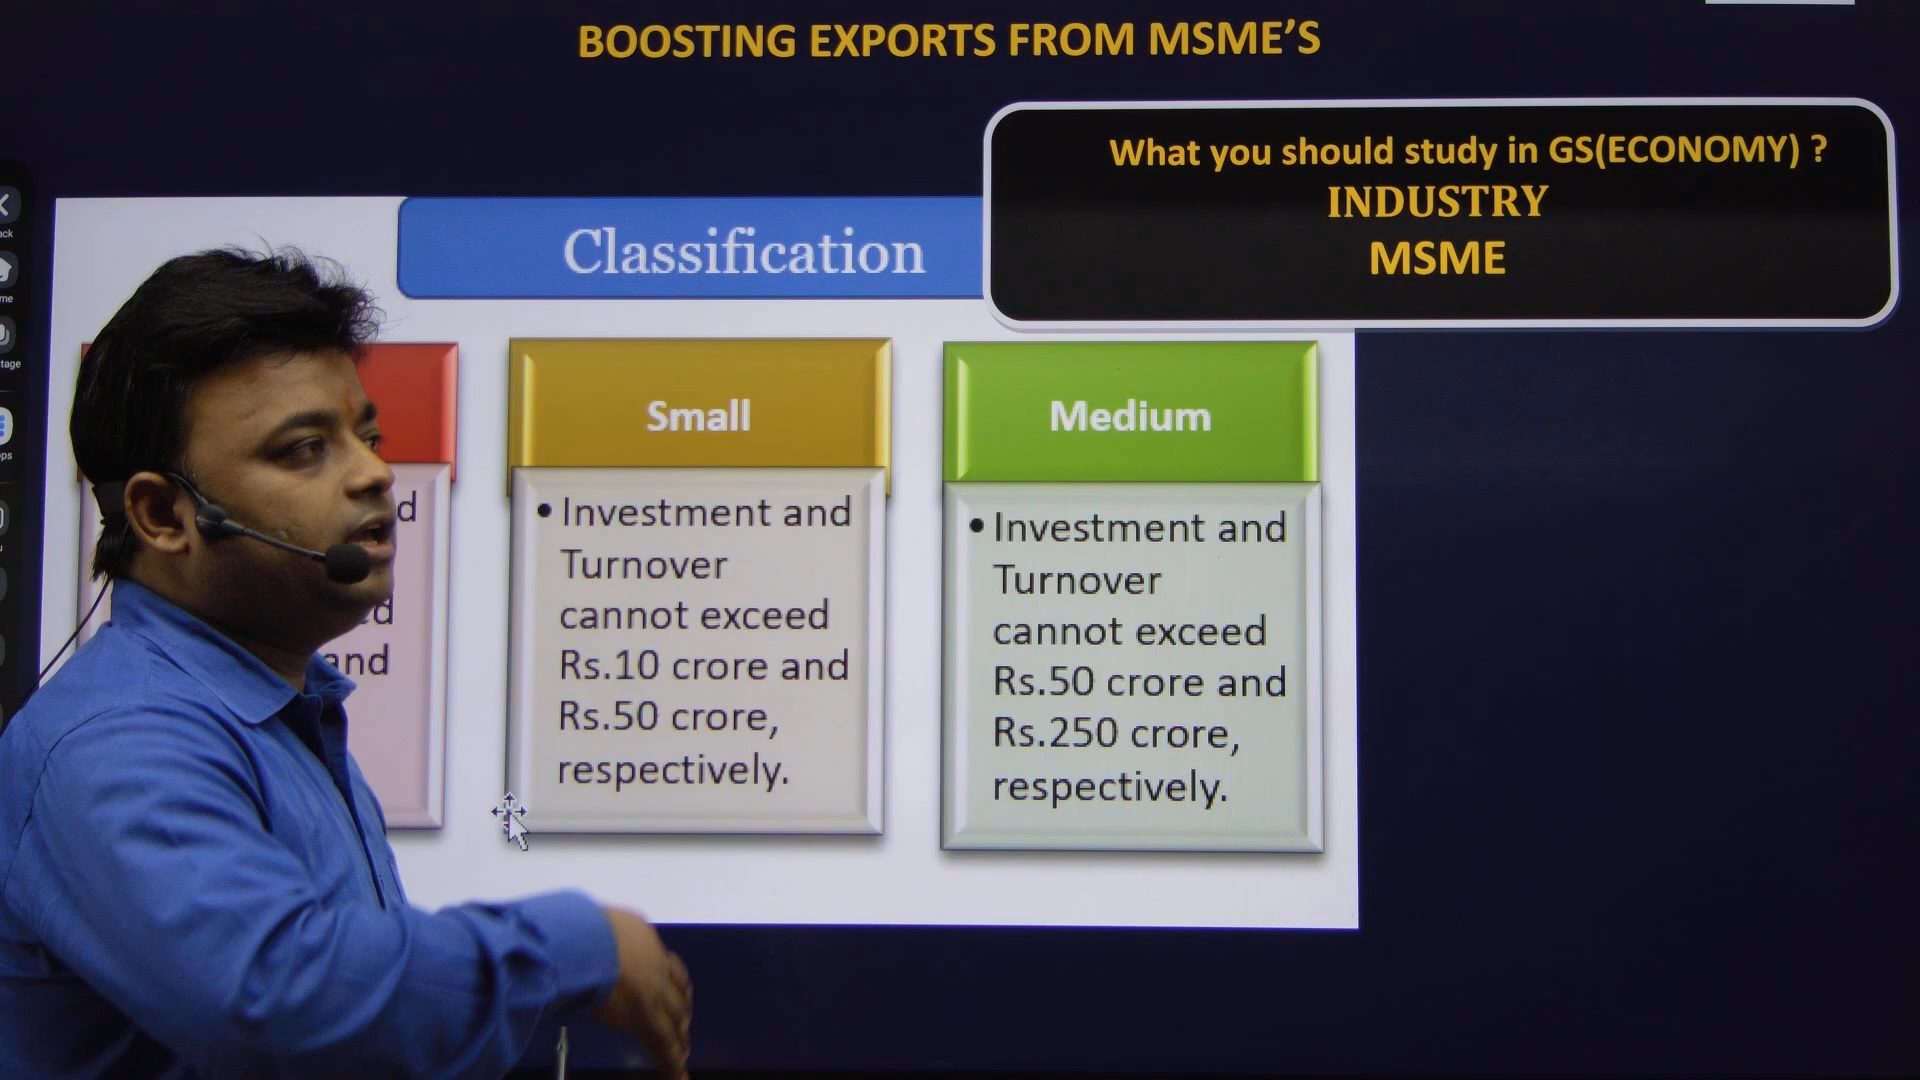 BOOSTING EXPORTS FROM MSME'S
What you should study in GS(ECONOMY) ?
INDUSTRY
MSME
Classification
Small
• Investment and
Turnover
cannot exceed
Rs.10 crore and
Rs.50 crore,
respectively.
Medium
• Investment and
Turnover
cannot exceed
Rs.50 crore and
Rs.250 crore,
respectively.
and